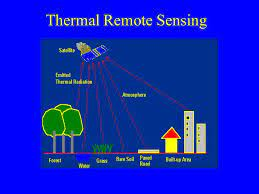 Thermal Remote Sensing
Satellite
Emitted
Thermal Radiation
Atmosphere
Forest
Water
Grass
Bare Soil
Paved
Road
Built-up Area